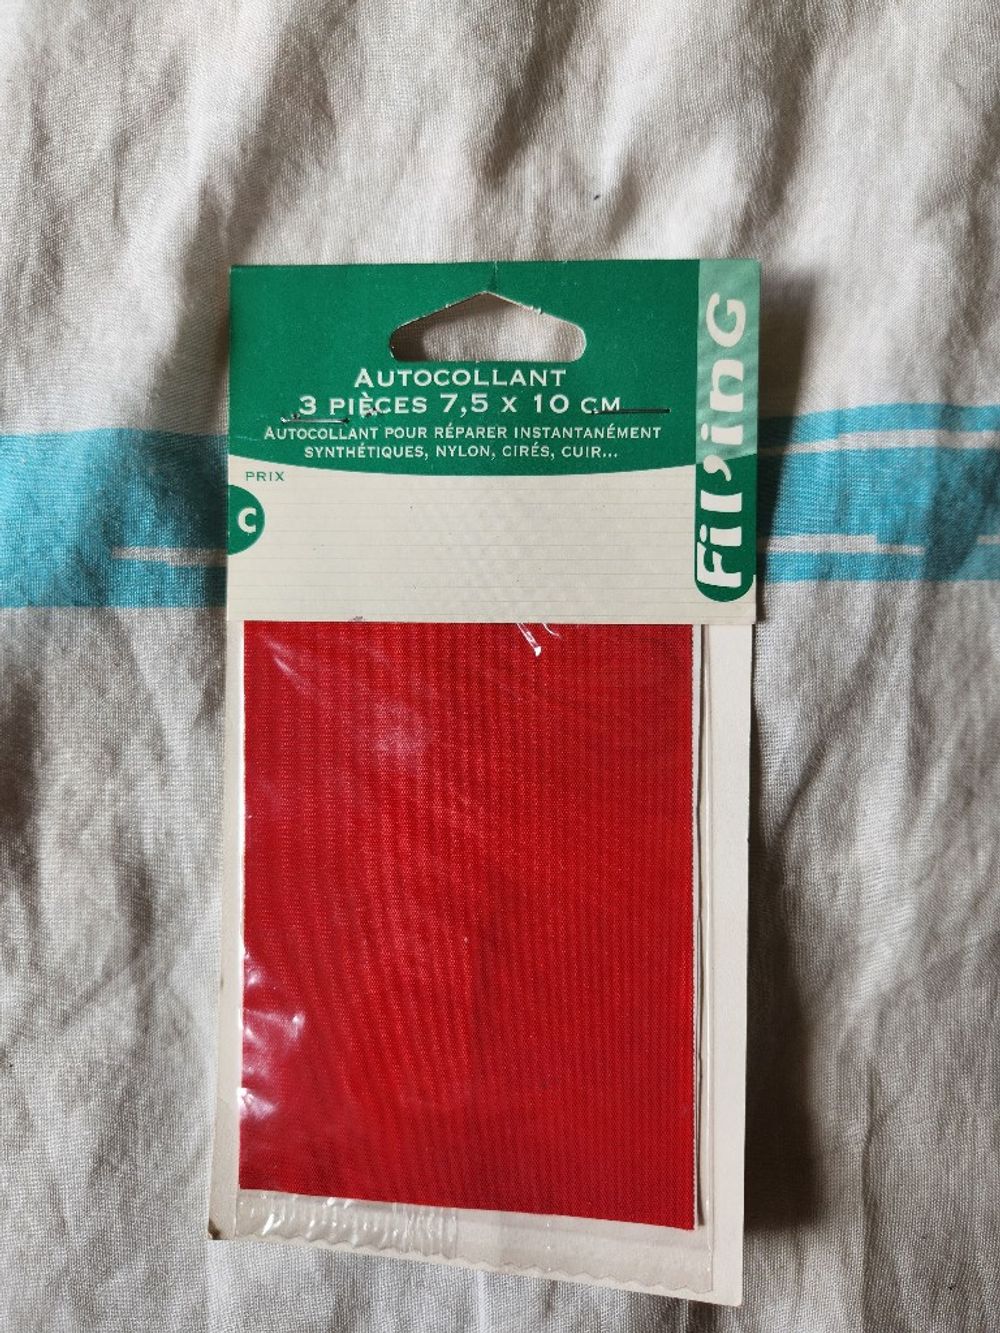 AUTOCOLLANT
3 PIÈCES 7,5 X 10 CM
AUTOCOLLANT POUR RÉPARER INSTANTANÉMENT
SYNTHÉTIQUES, NYLON, CIRÉS, CUIR...
PRIX
C
Fil'inG